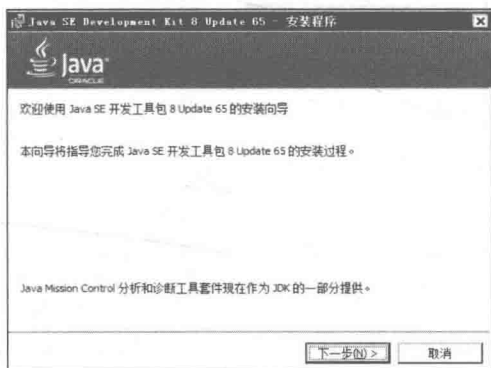 Java SE Development Kit 8 Update 65 - 安装程序
Java
ORACLE
欢迎使用 Java SE 开发工具包 8 Update 65 的安装向导
本向导将指导您完成 Java SE 开发工具包 8 Update 65 的安装过程。
Java Mission Control 分析和诊断工具套件现在作为 JDK 的一部分提供。
下一步(N) > 取消